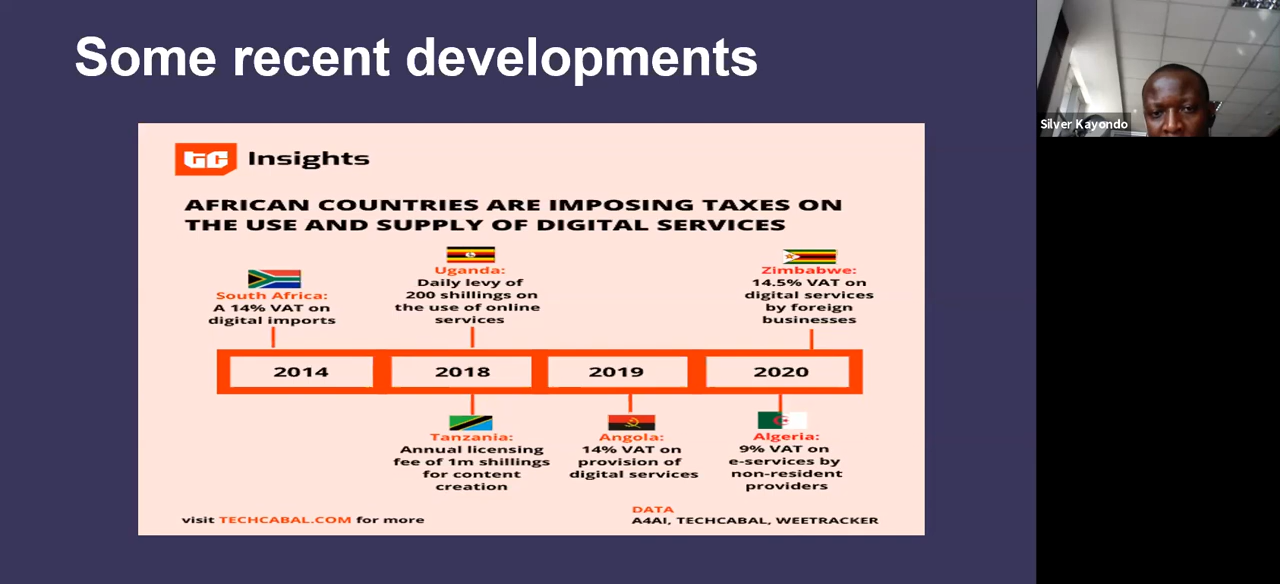 Some recent developments
Silver Kayondo
TC Insights
AFRICAN COUNTRIES ARE IMPOSING TAXES ON
THE USE AND SUPPLY OF DIGITAL SERVICES
South Africa:
A 14% VAT on
digital imports
Uganda:
Daily levy of
200 shillings on
the use of online
services
Zimbabwe:
14.5% VAT on
digital services
by foreign
businesses
2014
2018
2019
2020
Tanzania:
Annual licensing
fee of 1m shillings
for content
creation
Angola:
14% VAT on
provision of
digital services
Algeria:
9% VAT on
e-services by
non-resident
providers
visit TECHCABAL.COM for more
DATA
A4AI, TECHCABAL, WEETRACKER